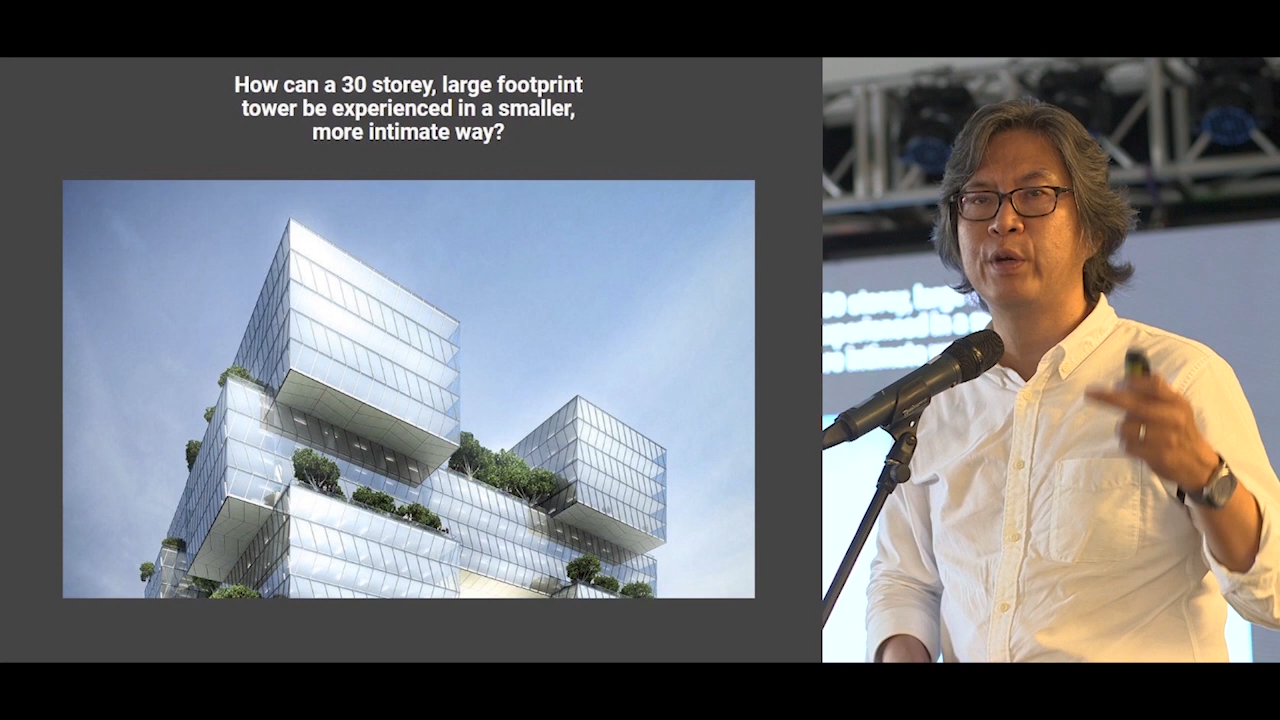 How can a 30 storey, large footprint
tower be experienced in a smaller,
more intimate way?